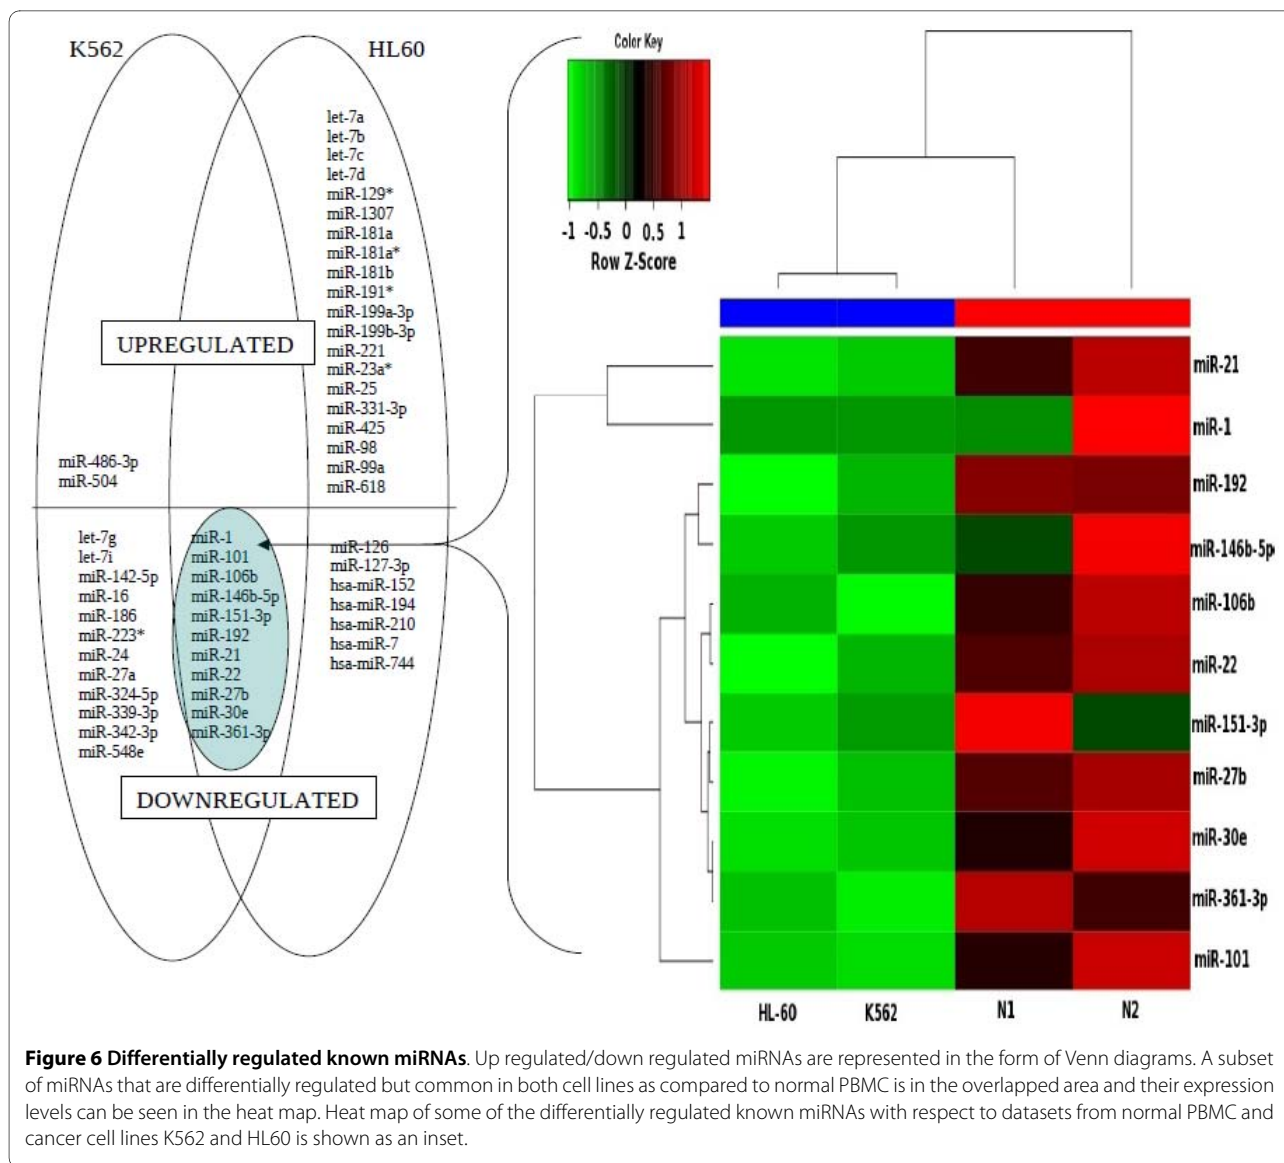 K562
HL60
let-7a
let-7b
let-7c
let-7d
miR-129*
miR-1307
miR-181a
miR-181a*
miR-181b
miR-191*
miR-199a-3p
miR-199b-3p
miR-221
miR-23a*
miR-25
miR-331-3p
miR-425
miR-98
miR-99a
miR-618
UPREGULATED
miR-486-3p
miR-504
let-7g
let-7i
miR-142-5p
miR-16
miR-186
miR-223*
miR-24
miR-27a
miR-324-5p
miR-339-3p
miR-342-3p
miR-548e
miR-1
miR-101
miR-106b
miR-146b-5p
miR-151-3p
miR-192
miR-21
miR-22
miR-27b
miR-30e
miR-361-3p
miR-126
miR-127-3p
hsa-miR-152
hsa-miR-194
hsa-miR-210
hsa-miR-7
hsa-miR-744
DOWNREGULATED
Color Key
-1 -0.5 0 0.5 1
Row Z-Score
miR-21
miR-1
miR-192
miR-146b-5p
miR-106b
miR-22
miR-151-3p
miR-27b
miR-30e
miR-361-3p
miR-101
HL-60 K562 N1 N2
Figure 6 Differentially regulated known miRNAs. Up regulated/down regulated miRNAs are represented in the form of Venn diagrams. A subset
of miRNAs that are differentially regulated but common in both cell lines as compared to normal PBMC is in the overlapped area and their expression
levels can be seen in the heat map. Heat map of some of the differentially regulated known miRNAs with respect to datasets from normal PBMC and
cancer cell lines K562 and HL60 is shown as an inset.